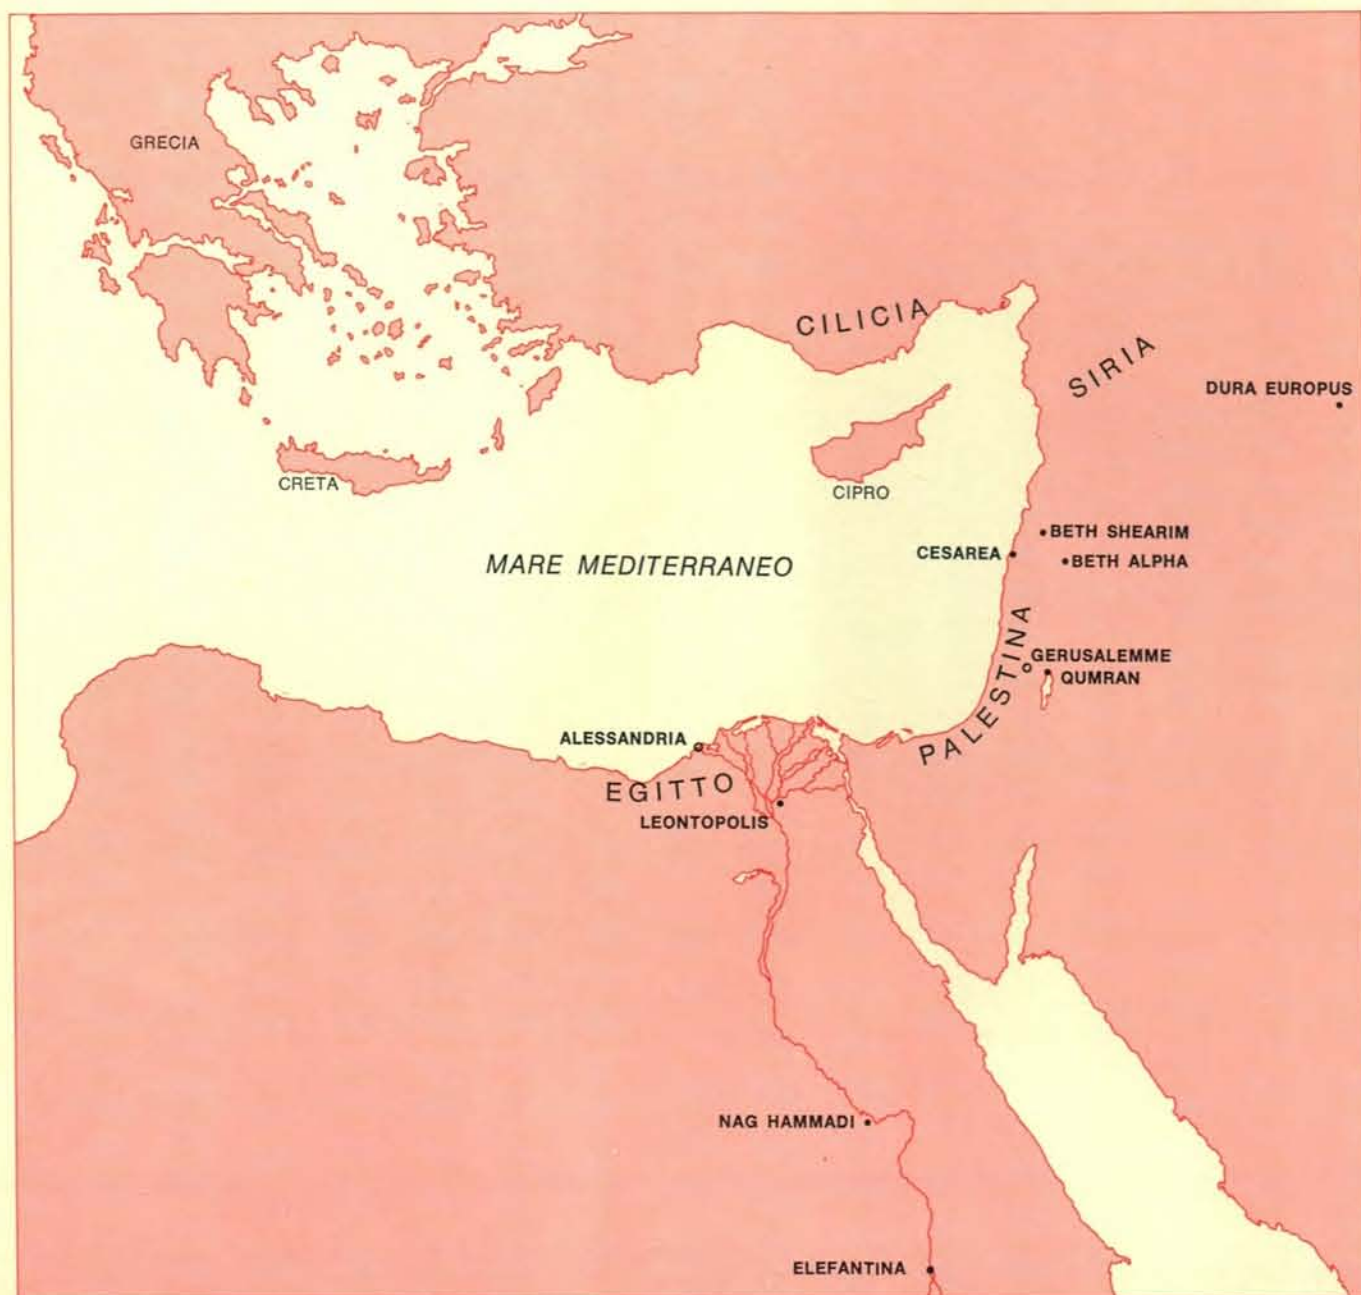 GRECIA
CILICIA
SIRIA
DURA EUROPUS
CRETA
CIPRO
BETH SHEARIM
CESAREA
BETH ALPHA
MARE MEDITERRANEO
PALESTINA
GERUSALEMME
QUMRAN
ALESSANDRIA
EGITTO
LEONTOPOLIS
NAG HAMMADI
ELEFANTINA